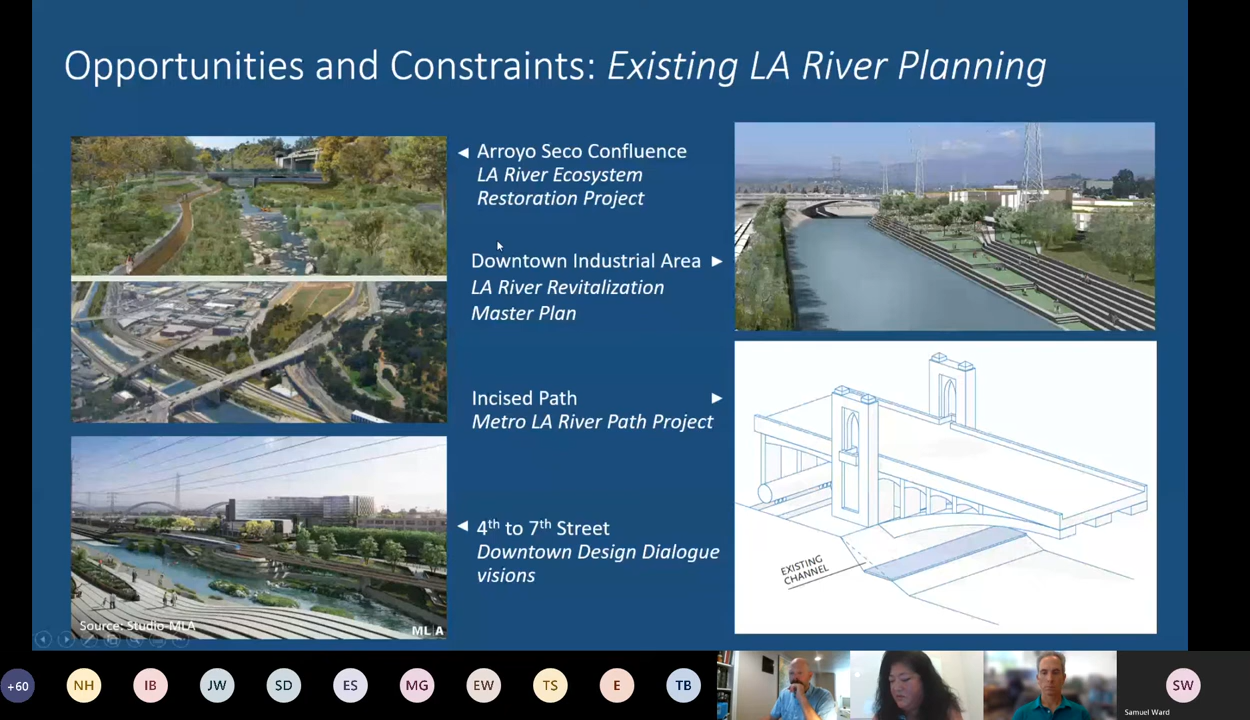 Opportunities and Constraints: Existing LA River Planning
◄ Arroyo Seco Confluence
LA River Ecosystem
Restoration Project
Downtown Industrial Area ►
LA River Revitalization
Master Plan
Incised Path ►
Metro LA River Path Project
◄ 4th to 7th Street
Downtown Design Dialogue
visions
EXISTING
CHANNEL
Source: Studio-MLA
ML|A
+60
NH
IB
JW
SD
ES
MG
EW
TS
E
TB
SW
Samuel Ward